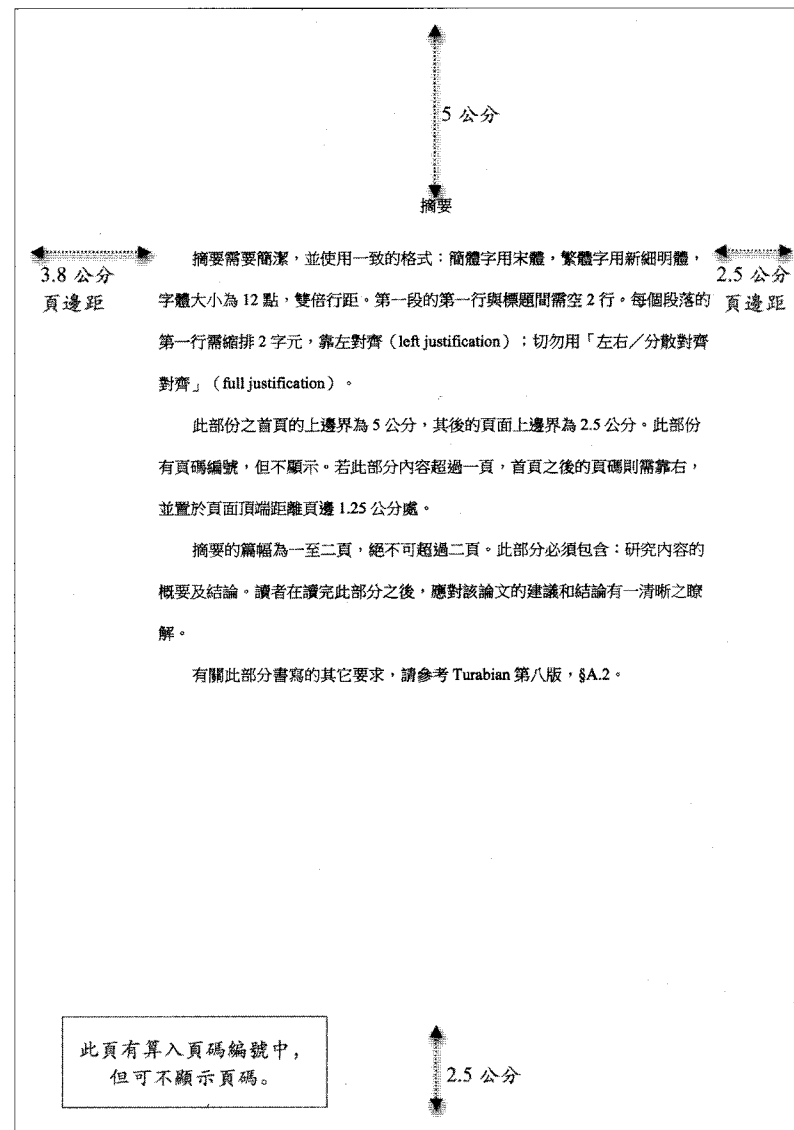 5 公分
摘要
3.8 公分
頁邊距
2.5 公分
頁邊距
摘要需要簡潔，並使用一致的格式：簡體字用宋體，繁體字用新細明體，
字體大小為 12 點，雙倍行距。第一段的第一行與標題間需空 2 行。每個段落的
第一行需縮排 2 字元，靠左對齊（left justification）；切勿用「左右／分散對齊
對齊」（full justification）。
此部份之首頁的上邊界為 5 公分，其後的頁面上邊界為 2.5 公分。此部份
有頁碼編號，但不顯示。若此部分內容超過一頁，首頁之後的頁碼則需靠右，
並置於頁面頂端距離頁邊 1.25 公分處。
摘要的篇幅為一至二頁，絕不可超過二頁。此部分必須包含：研究內容的
概要及結論。讀者在讀完此部分之後，應對該論文的建議和結論有一清晰之瞭
解。
有關此部分書寫的其它要求，請參考 Turabian 第八版，§A.2。
此頁有算入頁碼編號中，
但可不顯示頁碼。
2.5 公分